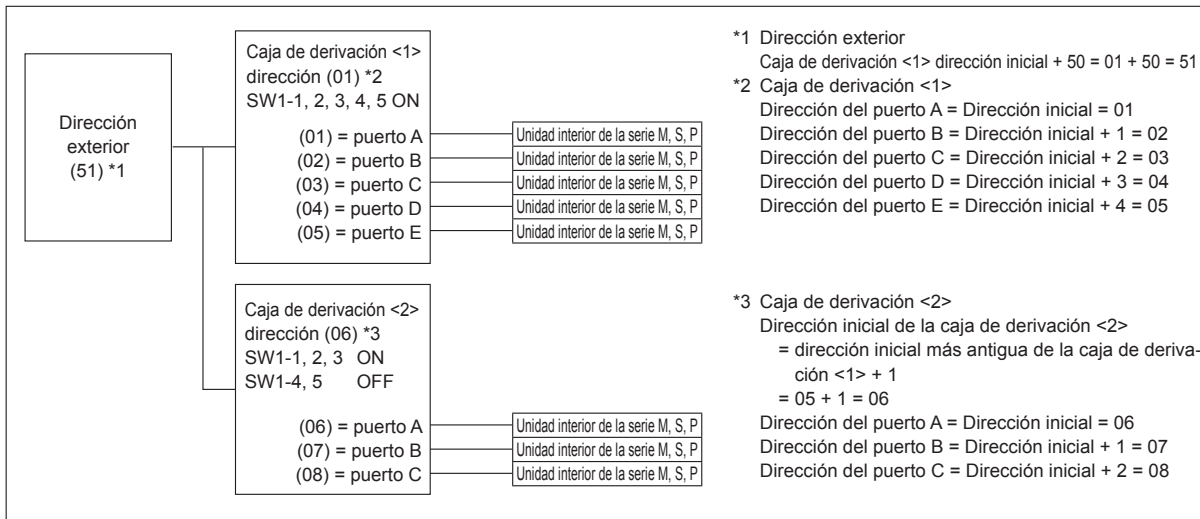 Dirección
exterior
(51) *1
Caja de derivación <1>
dirección (01) *2
SW1-1, 2, 3, 4, 5 ON
(01) = puerto A
(02) = puerto B
(03) = puerto C
(04) = puerto D
(05) = puerto E
Unidad interior de la serie M, S, P
Unidad interior de la serie M, S, P
Unidad interior de la serie M, S, P
Unidad interior de la serie M, S, P
Unidad interior de la serie M, S, P
*1 Dirección exterior
Caja de derivación <1> dirección inicial + 50 = 01 + 50 = 51
*2 Caja de derivación <1>
Dirección del puerto A = Dirección inicial = 01
Dirección del puerto B = Dirección inicial + 1 = 02
Dirección del puerto C = Dirección inicial + 2 = 03
Dirección del puerto D = Dirección inicial + 3 = 04
Dirección del puerto E = Dirección inicial + 4 = 05
Caja de derivación <2>
dirección (06) *3
SW1-1, 2, 3 ON
SW1-4, 5 OFF
(06) = puerto A
(07) = puerto B
(08) = puerto C
Unidad interior de la serie M, S, P
Unidad interior de la serie M, S, P
Unidad interior de la serie M, S, P
*3 Caja de derivación <2>
Dirección inicial de la caja de derivación <2>
= dirección inicial más antigua de la caja de deriva-
ción <1> + 1
= 05 + 1 = 06
Dirección del puerto A = Dirección inicial = 06
Dirección del puerto B = Dirección inicial + 1 = 07
Dirección del puerto C = Dirección inicial + 2 = 08